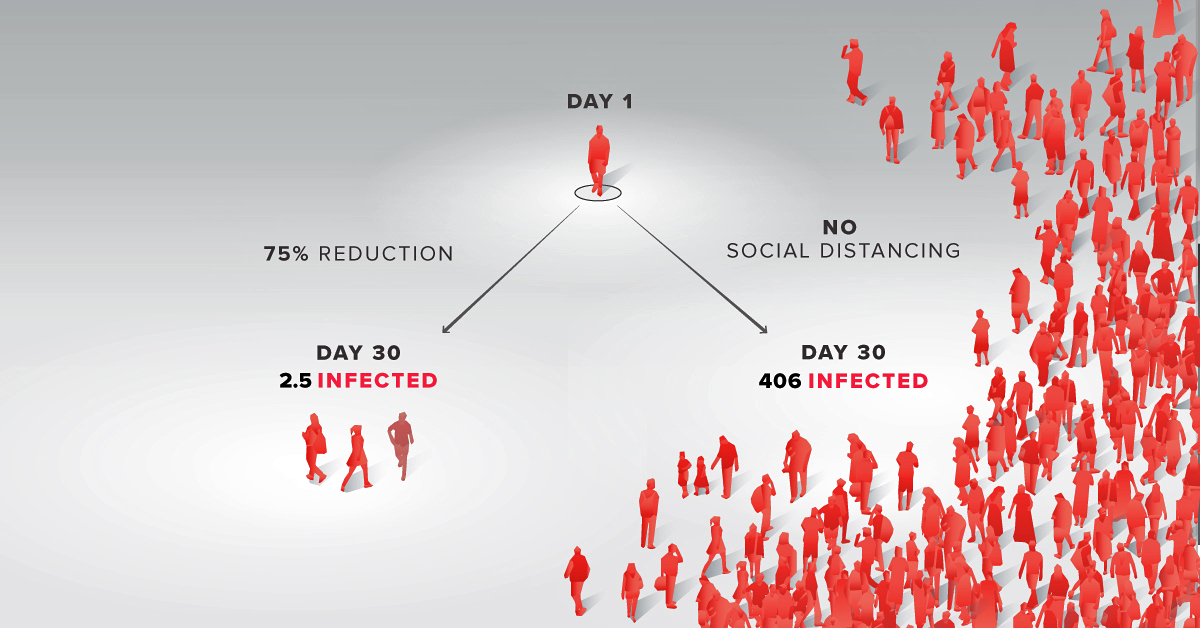 DAY 1
75% REDUCTION
NO
SOCIAL DISTANCING
DAY 30
2.5 INFECTED
DAY 30
406 INFECTED